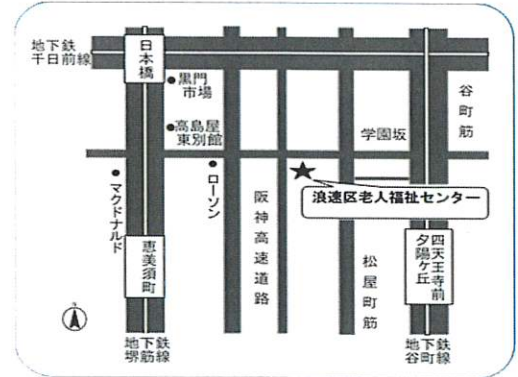 地下鉄
千日前線
日本橋
●黒門
市場
谷町筋
●高島屋
東別館
学園坂
●マクドナルド
●ローソン
★
浪速区老人福祉センター
阪神高速道路
恵美須町
松屋町筋
四天王寺前
夕陽ケ丘
地下鉄
堺筋線
地下鉄
谷町線